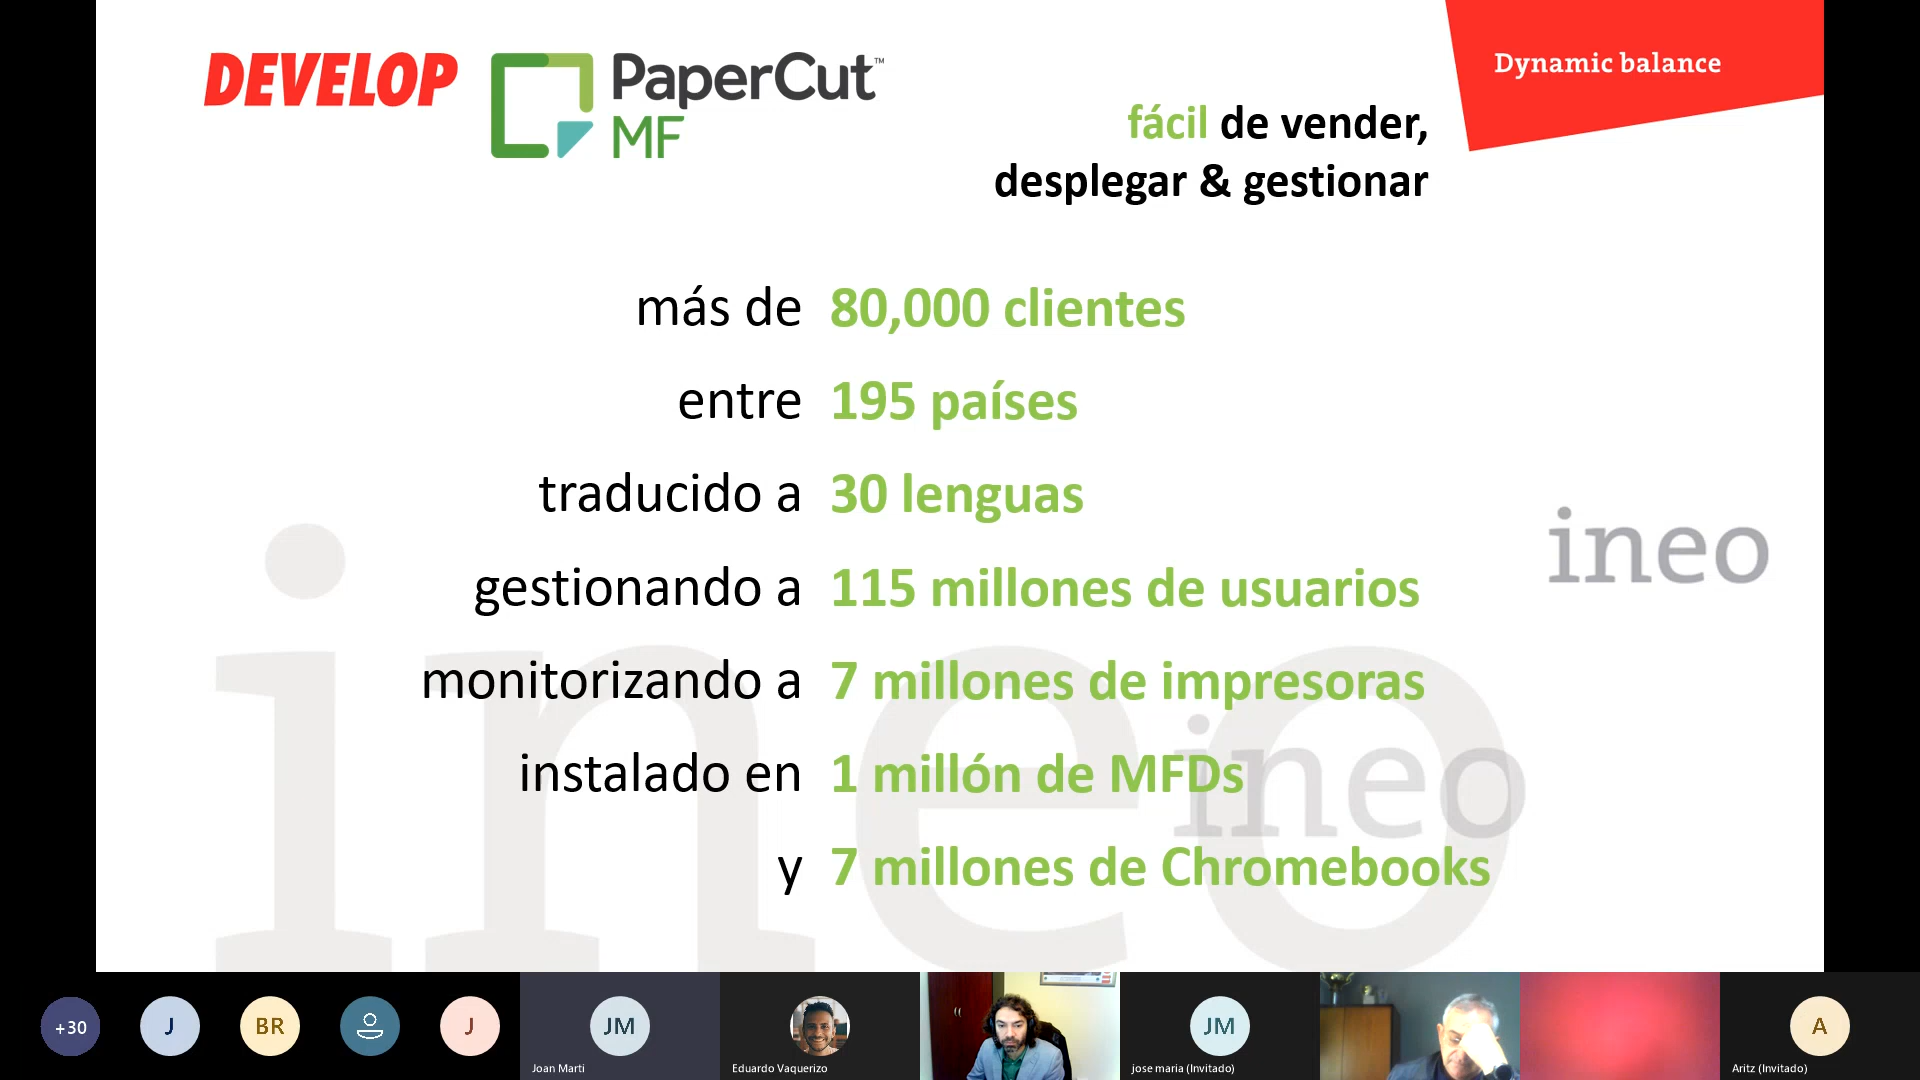 DEVELOP
PaperCut™
MF
Dynamic balance
fácil de vender,
desplegar & gestionar
más de 80,000 clientes
entre 195 países
traducido a 30 lenguas
gestionando a 115 millones de usuarios
monitorizando a 7 millones de impresoras
instalado en 1 millón de MFDs
y 7 millones de Chromebooks
ineo
ineo
ineo
+30
J
BR
J
JM
Joan Marti
Eduardo Vaquerizo
JM
jose maria (Invitado)
A
Aritz (Invitado)